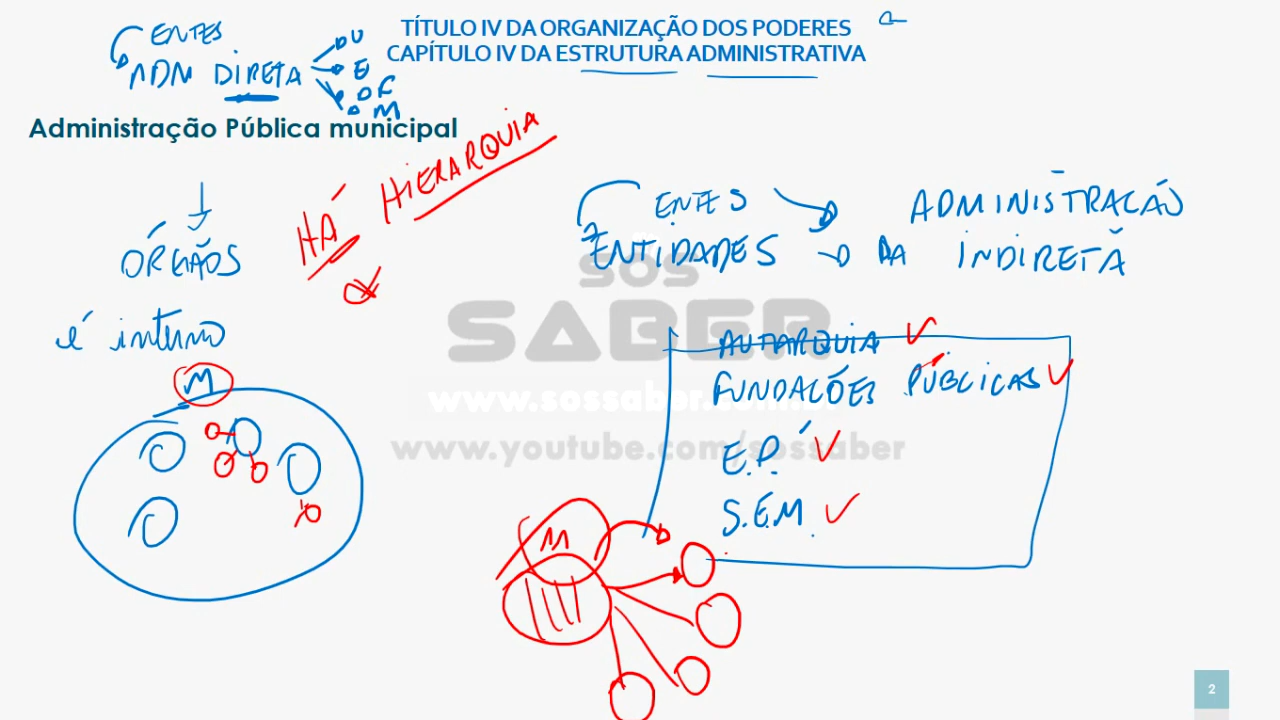 TÍTULO IV DA ORGANIZAÇÃO DOS PODERES
CAPÍTULO IV DA ESTRUTURA ADMINISTRATIVA
ENTES
ADM DIRETA
U
E
DF
M
Administração Pública municipal
HÁ HIERARQUIA
ÓRGÃOS
é interno
M
ENTES
ENTIDADES
ADMINISTRAÇÃO
DA INDIRETA
SOS
SABER
www.sossaber.com.br
www.youtube.com/sossaber
AUTARQUIA
FUNDAÇÕES PÚBLICAS
E.P.
S.E.M
M
2